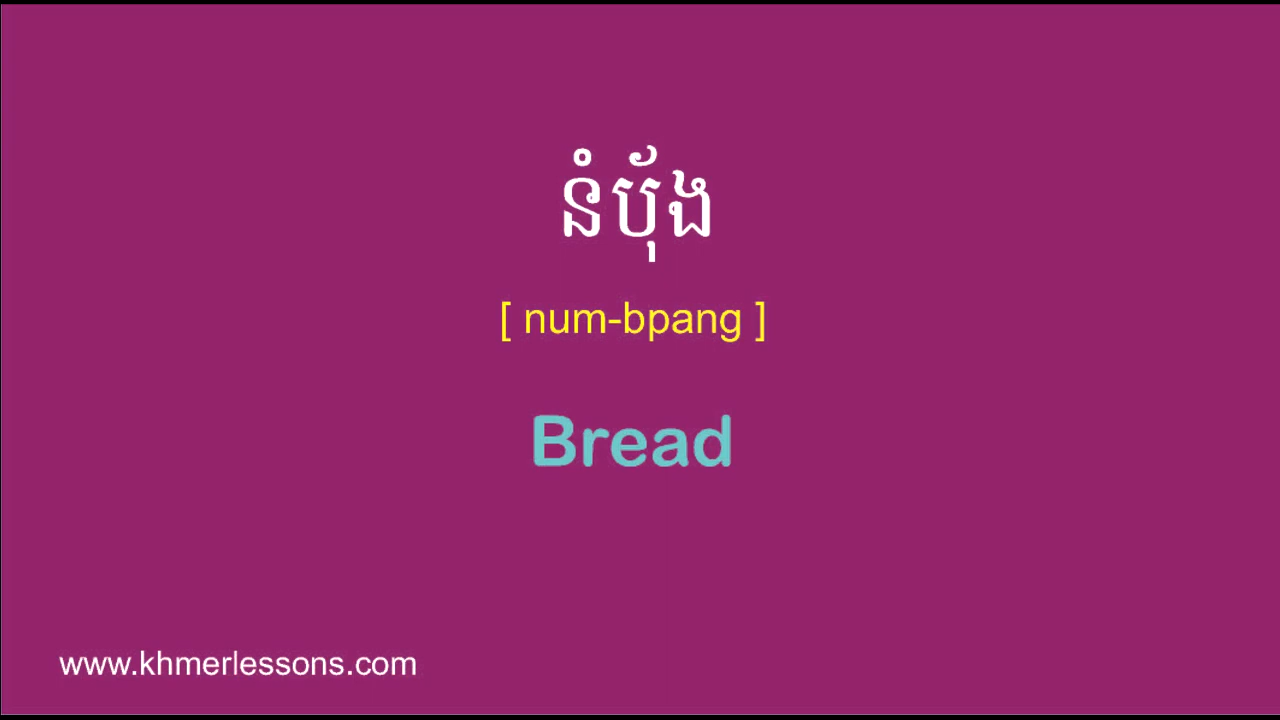 នំប៉័ង
[ num-bpang ]
Bread
www.khmerlessons.com